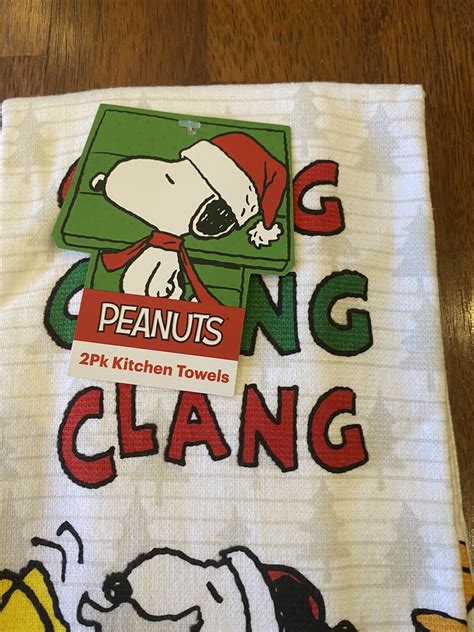 PEANUTS
2Pk Kitchen Towels
CLANG